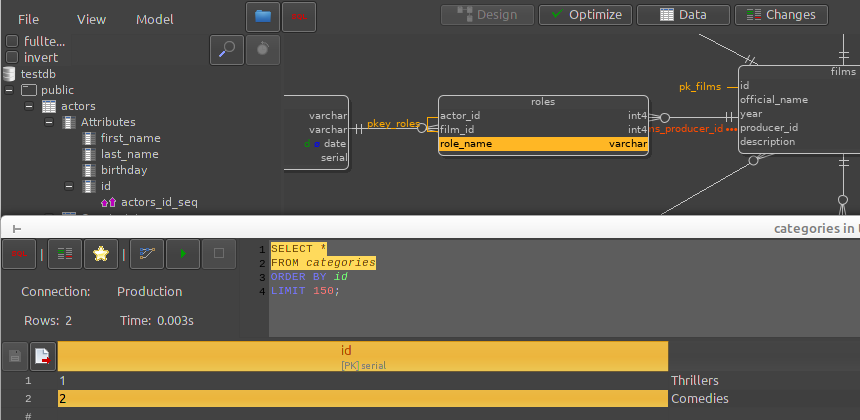 File View Model
Design Optimize Data Changes
fullte...
invert
testdb
public
actors
Attributes
first_name
last_name
birthday
id
actors_id_seq
varchar
varchar
d date
serial
pkey_roles
roles
actor_id int4
film_id int4
role_name varchar
ns_producer_id
pk_films
films
id
official_name
year
producer_id
description
categories in t
Connection: Production
Rows: 2 Time: 0.003s
1 SELECT *
2 FROM categories
3 ORDER BY id
4 LIMIT 150;
id
[PK] serial
1 1 Thrillers
2 2 Comedies
#